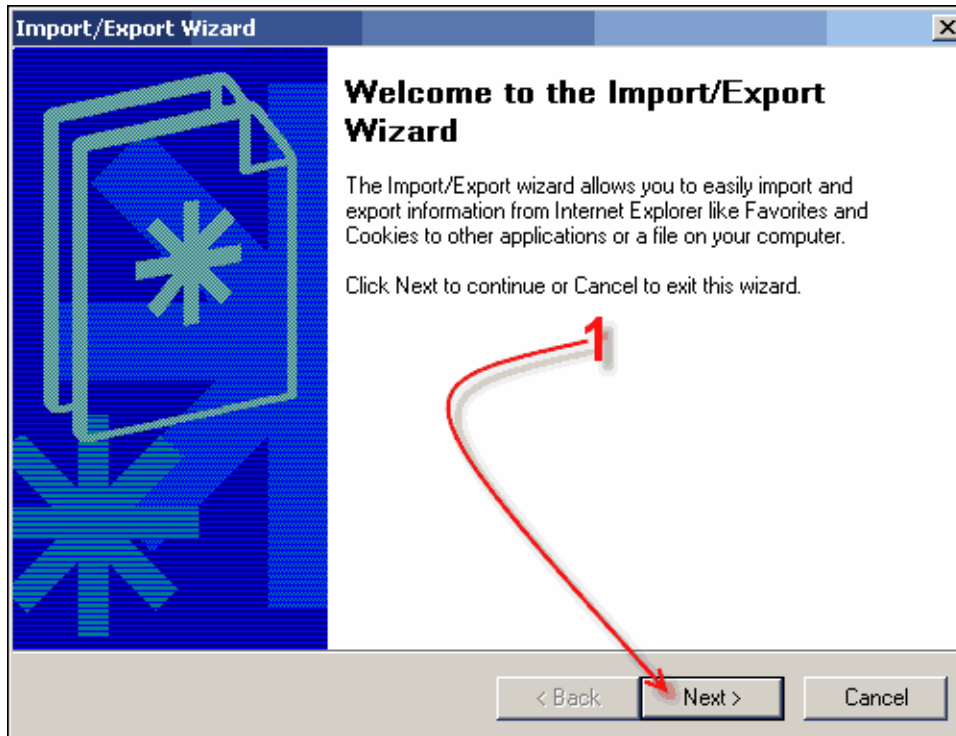 Import/Export Wizard
Welcome to the Import/Export
Wizard
The Import/Export wizard allows you to easily import and
export information from Internet Explorer like Favorites and
Cookies to other applications or a file on your computer.
Click Next to continue or Cancel to exit this wizard.
1
< Back
Next >
Cancel